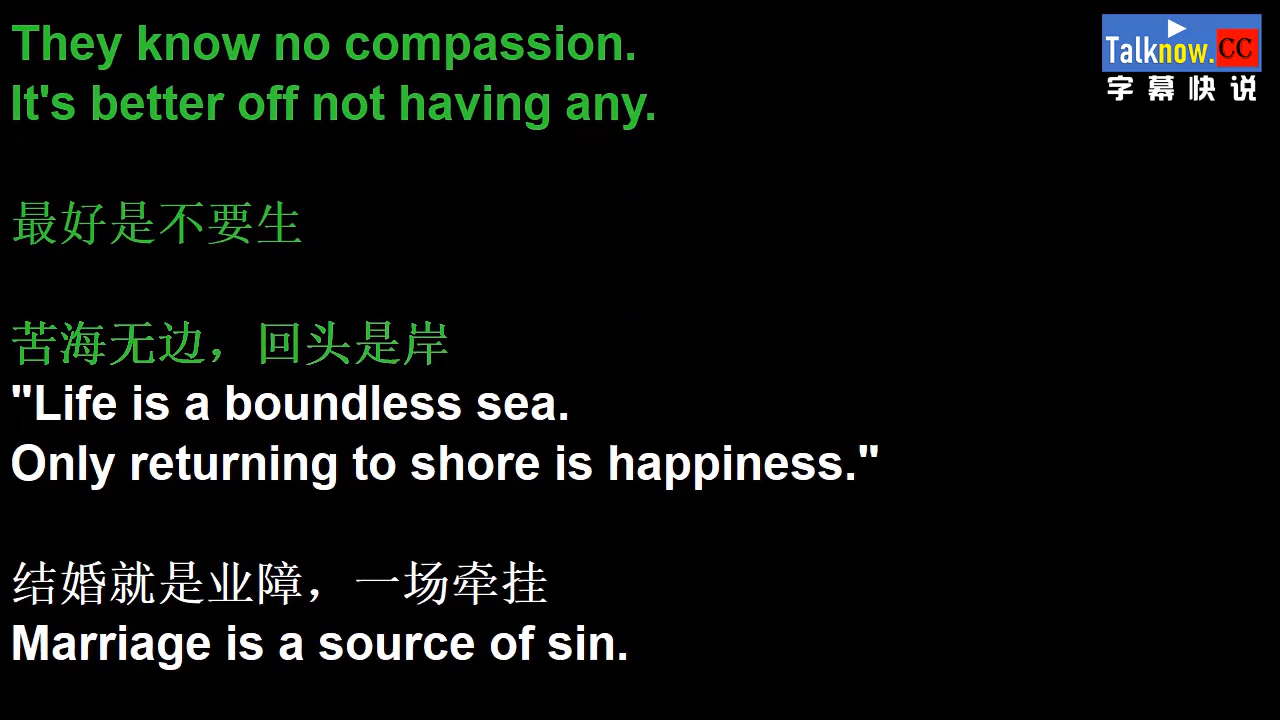 They know no compassion.
It's better off not having any.
最好是不要生
苦海无边，回头是岸
"Life is a boundless sea.
Only returning to shore is happiness."
结婚就是业障，一场牵挂
Marriage is a source of sin.
Talknow.CC
字幕快说